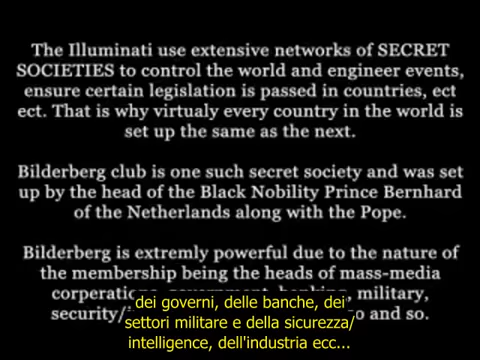 The Illuminati use extensive networks of SECRET
SOCIETIES to control the world and engineer events,
ensure certain legislation is passed in countries, ect
ect. That is why virtualy every country in the world is
set up the same as the next.
Bilderberg club is one such secret society and was set
up by the head of the Black Nobility Prince Bernhard
of the Netherlands along with the Pope.
Bilderberg is extremly powerful due to the nature of
the membership being the heads of mass-media
military,
security/ and so.
dei governi, delle banche, dei
settori militare e della sicurezza/
intelligence, dell'industria ecc...